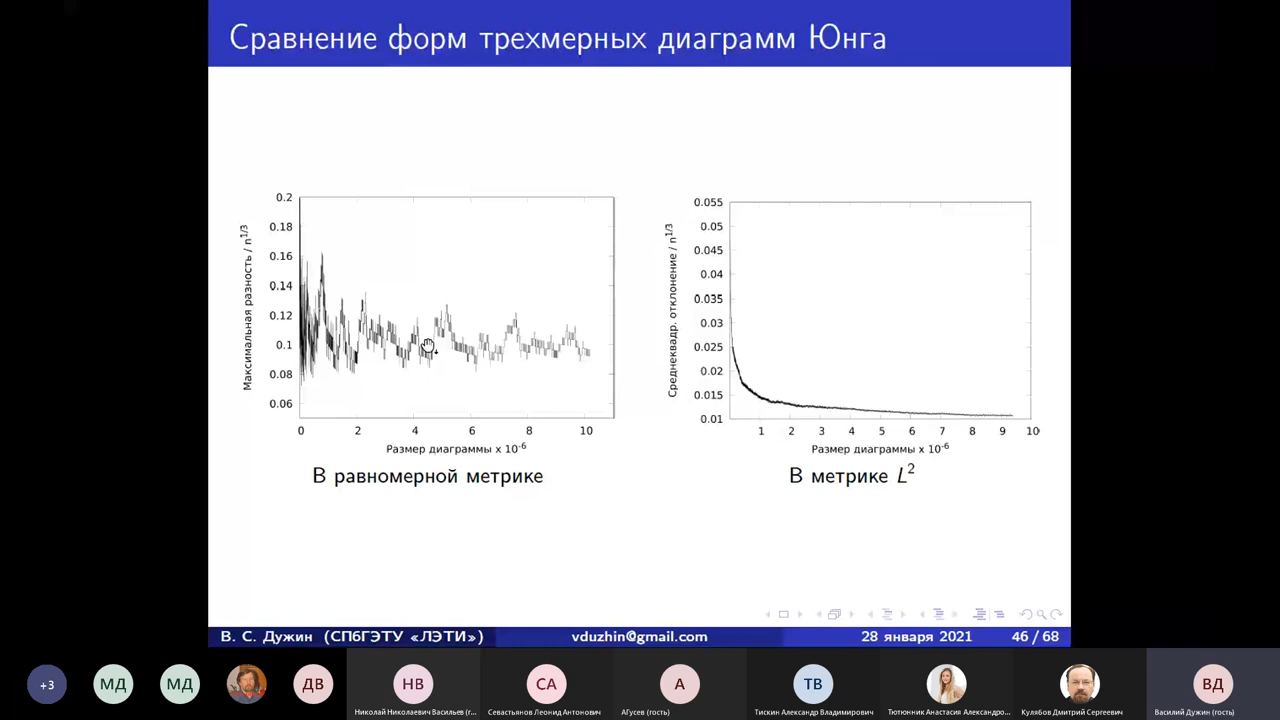 Сравнение форм трехмерных диаграмм Юнга
0.2
0.18
0.16
0.14
0.12
0.1
0.08
0.06
Максимальная разность / n^1/3
0 2 4 6 8 10
Размер диаграммы x 10^-6
В равномерной метрике
0.055
0.05
0.045
0.04
0.035
0.03
0.025
0.02
0.015
0.01
Среднеквадр. отклонение / n^1/3
1 2 3 4 5 6 7 8 9 10
Размер диаграммы x 10^-6
В метрике L^2
В. С. Дужин (СПбГЭТУ «ЛЭТИ») vduzhin@gmail.com 28 января 2021 46 / 68
+3 МД МД ДВ НВ СА А ТВ ВД
Николай Николаевич Васильев (г... Севастьянов Леонид Антонович АГусев (гость) Тискин Александр Владимирович Тютюнник Анастасия Александро... Кулябов Дмитрий Сергеевич Василий Дужин (гость)